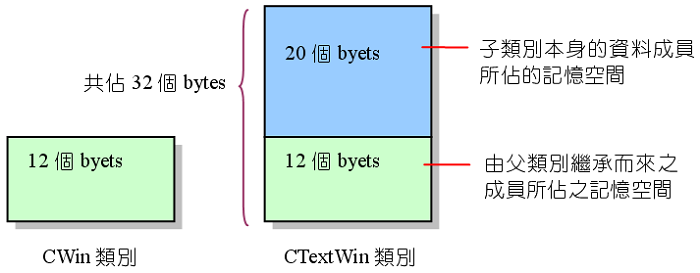 20 個 byets
子類別本身的資料成員
所佔的記憶空間
共佔 32 個 bytes
12 個 byets
12 個 byets
由父類別繼承而來之
成員所佔之記憶空間
CWin 類別
CTextWin 類別